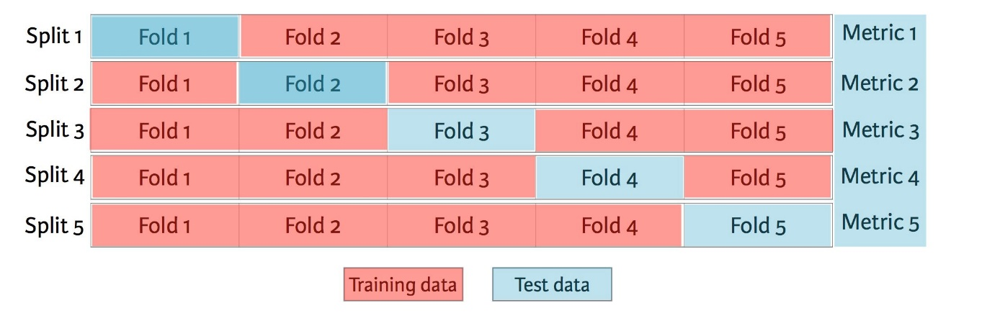 Split 1 Fold 1 Fold 2 Fold 3 Fold 4 Fold 5 Metric 1
Split 2 Fold 1 Fold 2 Fold 3 Fold 4 Fold 5 Metric 2
Split 3 Fold 1 Fold 2 Fold 3 Fold 4 Fold 5 Metric 3
Split 4 Fold 1 Fold 2 Fold 3 Fold 4 Fold 5 Metric 4
Split 5 Fold 1 Fold 2 Fold 3 Fold 4 Fold 5 Metric 5
Training data Test data